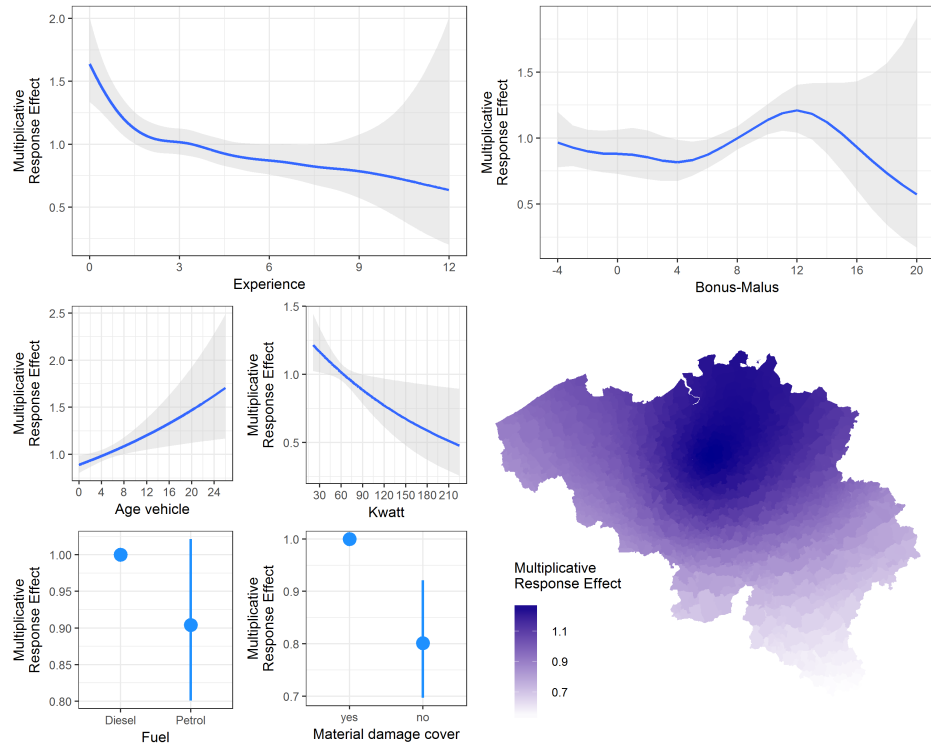 Multiplicative
Response Effect
2.0
1.5
1.0
0.5
0
3
6
9
12
Experience
Multiplicative
Response Effect
1.5
1.0
0.5
-4
0
4
8
12
16
20
Bonus-Malus
Multiplicative
Response Effect
2.5
2.0
1.5
1.0
0 4 8 12 16 20 24
Age vehicle
Multiplicative
Response Effect
1.5
1.0
0.5
30 60 90 120 150 180 210
Kwatt
Multiplicative
Response Effect
1.00
0.95
0.90
0.85
0.80
Diesel Petrol
Fuel
Multiplicative
Response Effect
1.0
0.9
0.8
0.7
yes no
Material damage cover
Multiplicative
Response Effect
1.1
0.9
0.7